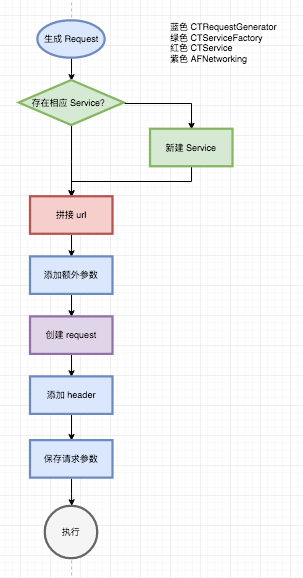 生成 Request
蓝色 CTRequestGenerator
绿色 CTServiceFactory
红色 CTService
紫色 AFNetworking
存在相应 Service?
新建 Service
拼接 url
添加额外参数
创建 request
添加 header
保存请求参数
执行